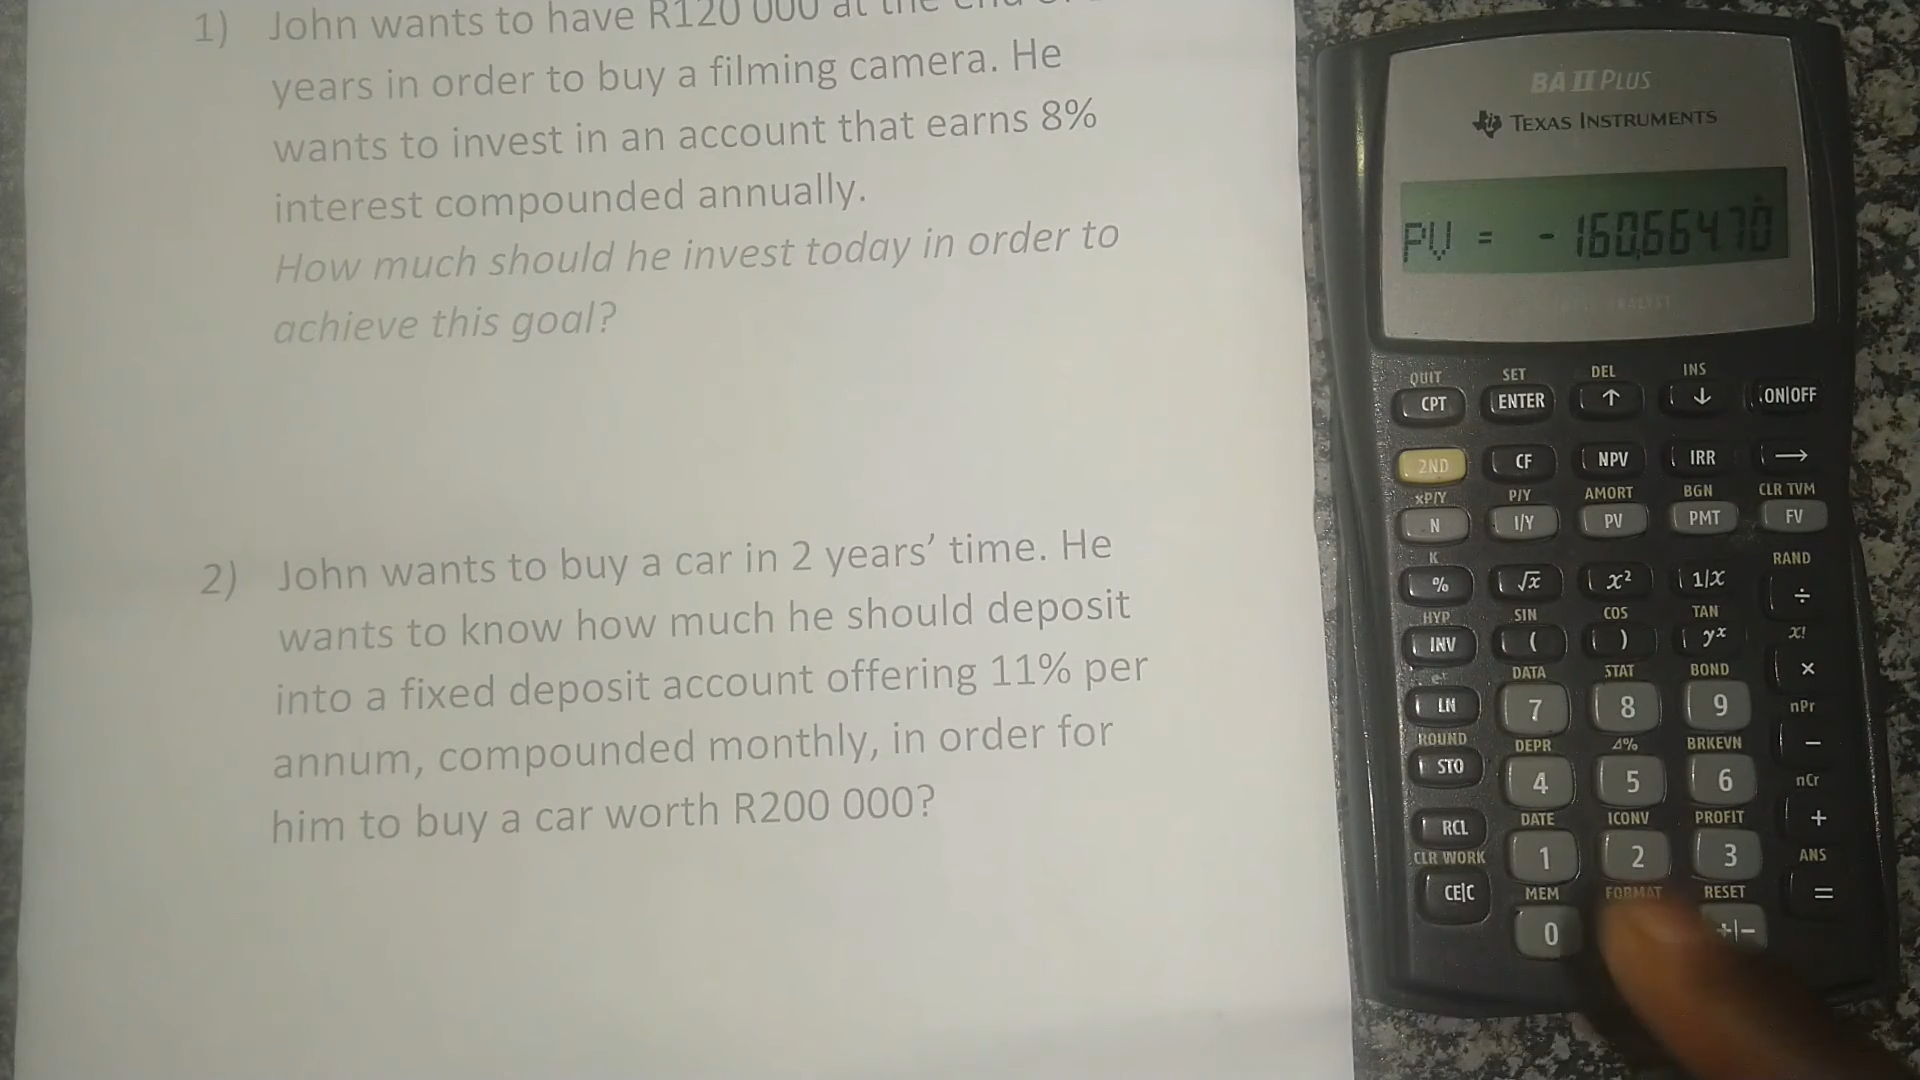 1) John wants to have R120 000 at the end of
years in order to buy a filming camera. He
wants to invest in an account that earns 8%
interest compounded annually.
How much should he invest today in order to
achieve this goal?
2) John wants to buy a car in 2 years' time. He
wants to know how much he should deposit
into a fixed deposit account offering 11% per
annum, compounded monthly, in order for
him to buy a car worth R200 000?
BA II PLUS
TEXAS INSTRUMENTS
PV = -160,664.70
QUIT SET DEL INS
CPT ENTER ↑ ↓ ON|OFF
2ND CF NPV IRR →
xP/Y P/Y AMORT BGN CLR TVM
N I/Y PV PMT FV
K RAND
% √x x² 1/x ÷
HYP SIN COS TAN x!
INV ( ) yˣ ×
eˣ DATA STAT BOND nPr
LN 7 8 9 −
ROUND DEPR Δ% BRKEVN nCr
STO 4 5 6 +
DATE ICONV PROFIT ANS
RCL 1 2 3 =
CLR WORK MEM FORMAT RESET
CE|C 0 +|−